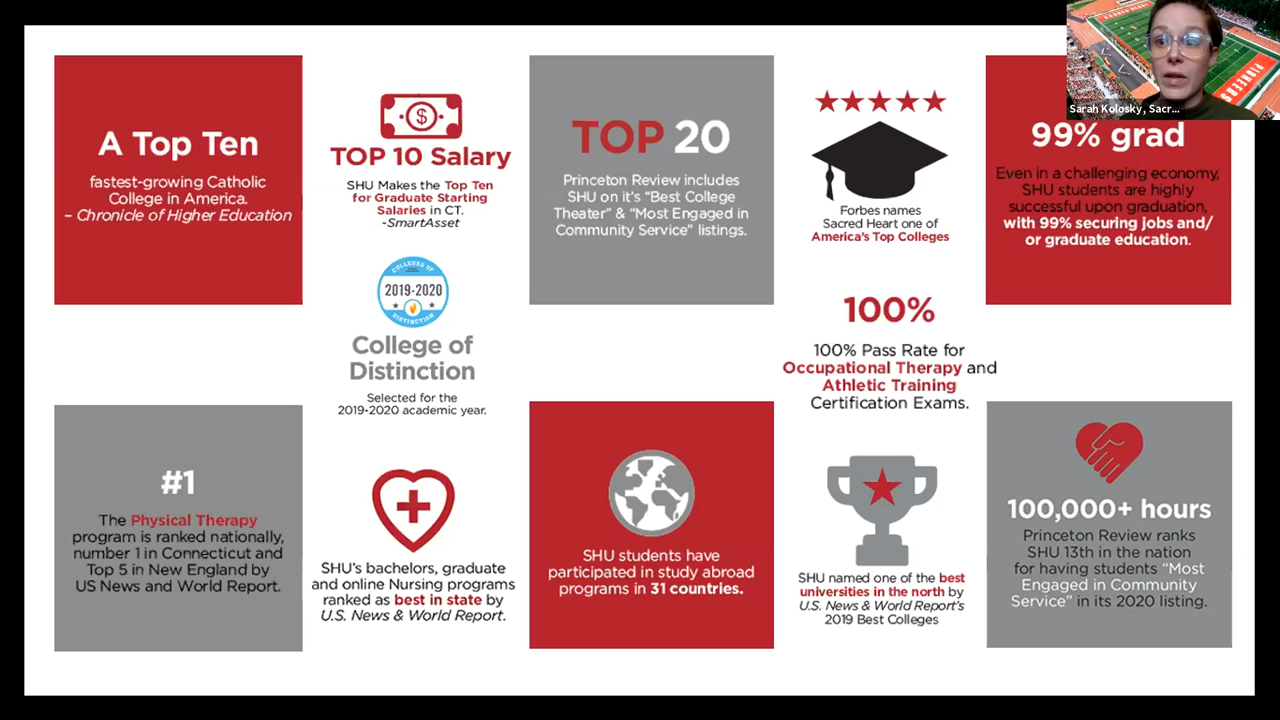 A Top Ten
fastest-growing Catholic
College in America.
– Chronicle of Higher Education
$
TOP 10 Salary
SHU Makes the Top Ten
for Graduate Starting
Salaries in CT.
-SmartAsset
TOP 20
Princeton Review includes
SHU on it's “Best College
Theater” & “Most Engaged in
Community Service” listings.
Forbes names
Sacred Heart one of
America's Top Colleges
PIONEERS
Sarah Kolosky, Sacr...
99% grad
Even in a challenging economy,
SHU students are highly
successful upon graduation,
with 99% securing jobs and/
or graduate education.
COLLEGES OF
2019-2020
DISTINCTION
College of
Distinction
Selected for the
2019-2020 academic year.
100%
100% Pass Rate for
Occupational Therapy and
Athletic Training
Certification Exams.
#1
The Physical Therapy
program is ranked nationally,
number 1 in Connecticut and
Top 5 in New England by
US News and World Report.
SHU's bachelors, graduate
and online Nursing programs
ranked as best in state by
U.S. News & World Report.
SHU students have
participated in study abroad
programs in 31 countries.
SHU named one of the best
universities in the north by
U.S. News & World Report's
2019 Best Colleges
100,000+ hours
Princeton Review ranks
SHU 13th in the nation
for having students “Most
Engaged in Community
Service” in its 2020 listing.